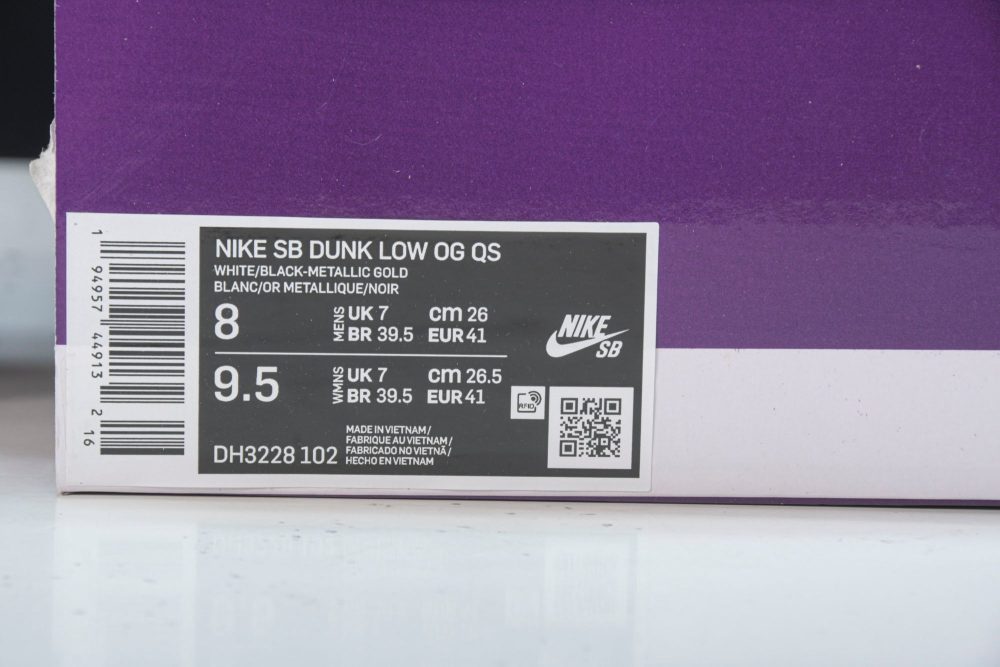 1 94957 44913 2 16
NIKE SB DUNK LOW OG QS
WHITE/BLACK-METALLIC GOLD
BLANC/OR METALLIQUE/NOIR
8 MENS UK 7 cm 26
BR 39.5 EUR 41
9.5 WMNS UK 7 cm 26.5
BR 39.5 EUR 41
NIKE
SB
RFID
DH3228 102
MADE IN VIETNAM/
FABRIQUE AU VIETNAM/
FABRICADO NO VIETNÃ/
HECHO EN VIETNAM